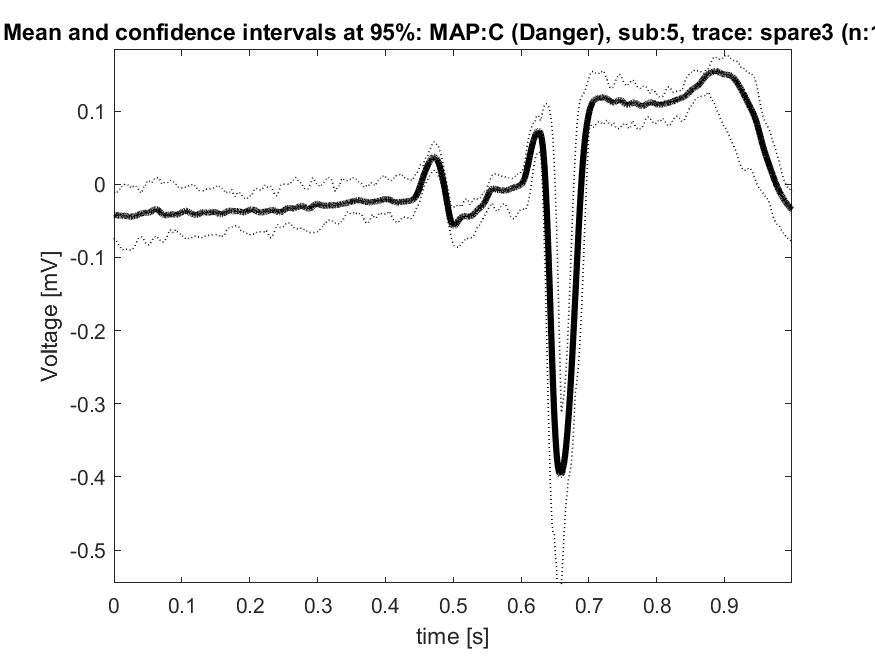 Mean and confidence intervals at 95%: MAP:C (Danger), sub:5, trace: spare3 (n:1
0.1
0
-0.1
-0.2
-0.3
-0.4
-0.5
Voltage [mV]
0 0.1 0.2 0.3 0.4 0.5 0.6 0.7 0.8 0.9
time [s]